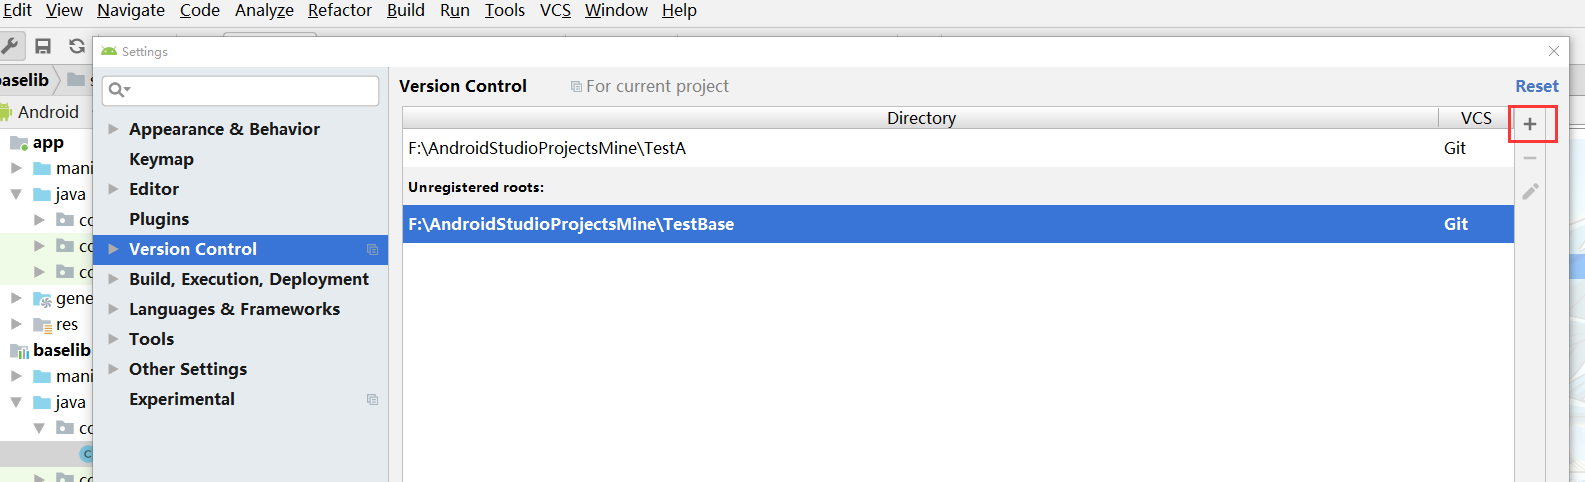 Edit View Navigate Code Analyze Refactor Build Run Tools VCS Window Help
Settings
baselib
Android
app
mani
java
co
co
co
gene
res
baselib
mani
java
co
C
co
Appearance & Behavior
Keymap
Editor
Plugins
Version Control
Build, Execution, Deployment
Languages & Frameworks
Tools
Other Settings
Experimental
Version Control For current project Reset
Directory VCS
F:\AndroidStudioProjectsMine\TestA Git
Unregistered roots:
F:\AndroidStudioProjectsMine\TestBase Git